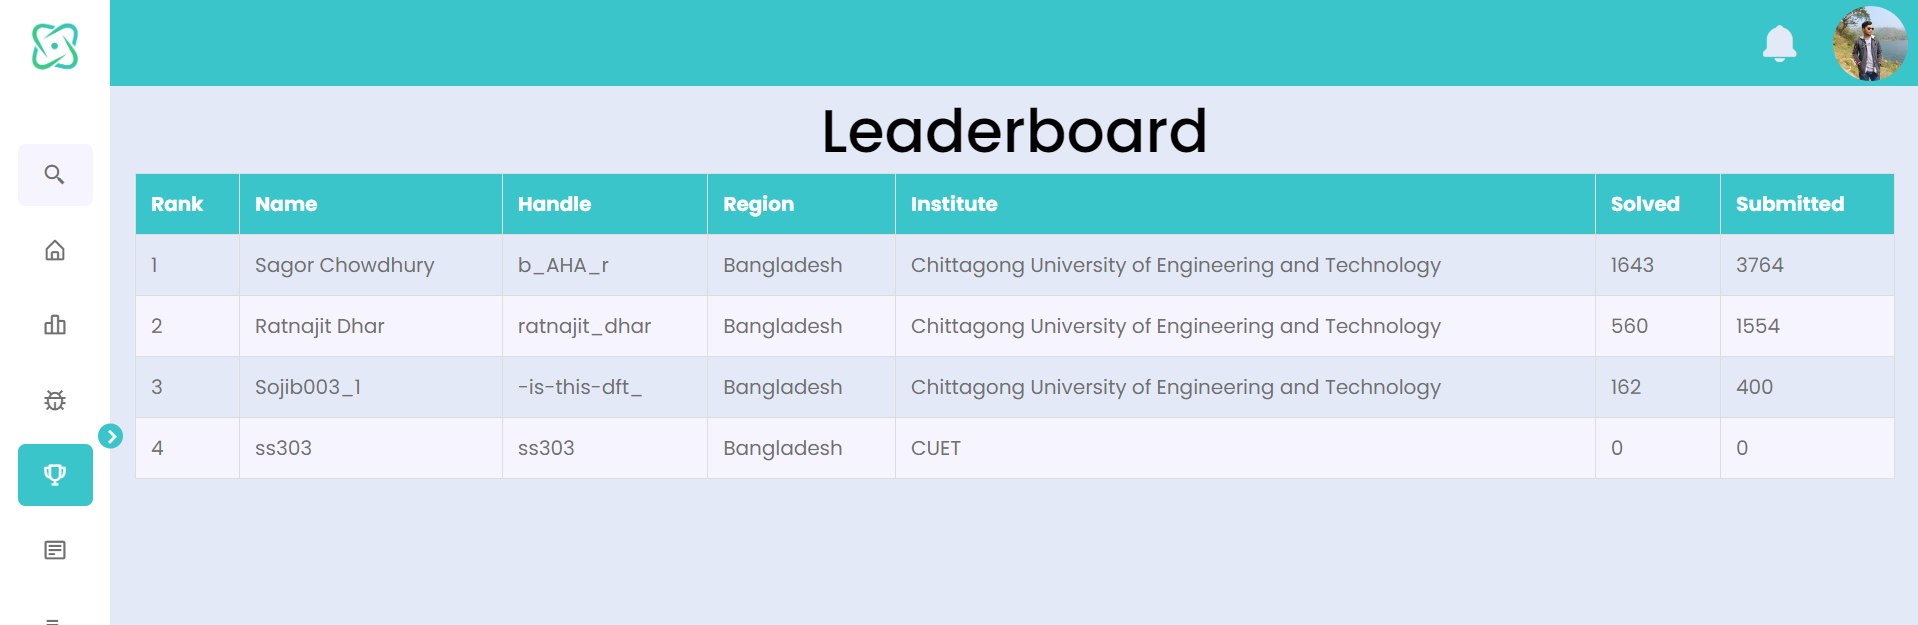 Leaderboard
Rank Name Handle Region Institute Solved Submitted
1 Sagor Chowdhury b_AHA_r Bangladesh Chittagong University of Engineering and Technology 1643 3764
2 Ratnajit Dhar ratnajit_dhar Bangladesh Chittagong University of Engineering and Technology 560 1554
3 Sojib003_1 -is-this-dft_ Bangladesh Chittagong University of Engineering and Technology 162 400
4 ss303 ss303 Bangladesh CUET 0 0